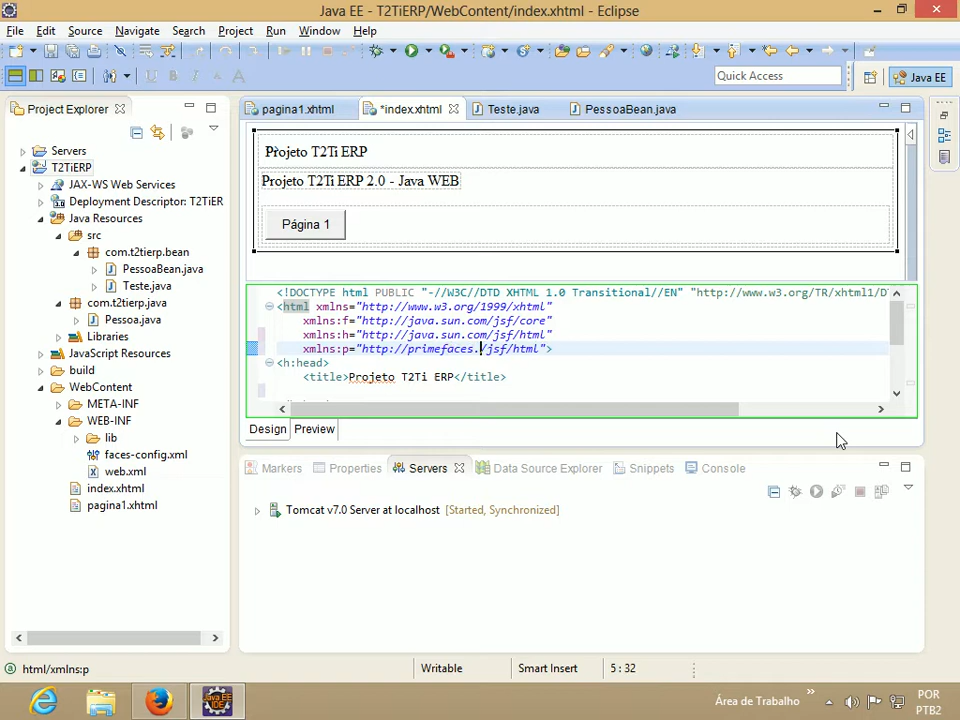 Java EE - T2TiERP/WebContent/index.xhtml - Eclipse
File Edit Source Navigate Search Project Run Window Help
Quick Access
Java EE
Project Explorer
pagina1.xhtml
*index.xhtml
Teste.java
PessoaBean.java
Servers
T2TiERP
JAX-WS Web Services
Deployment Descriptor: T2TiER
Java Resources
src
com.t2tierp.bean
PessoaBean.java
Teste.java
com.t2tierp.java
Pessoa.java
Libraries
JavaScript Resources
build
WebContent
META-INF
WEB-INF
lib
faces-config.xml
web.xml
index.xhtml
pagina1.xhtml
Projeto T2Ti ERP
Projeto T2Ti ERP 2.0 - Java WEB
Página 1
<!DOCTYPE html PUBLIC "-//W3C//DTD XHTML 1.0 Transitional//EN" "http://www.w3.org/TR/xhtml1/D
<html xmlns="http://www.w3.org/1999/xhtml"
xmlns:f="http://java.sun.com/jsf/core"
xmlns:h="http://java.sun.com/jsf/html"
xmlns:p="http://primefaces./jsf/html">
<h:head>
<title>Projeto T2Ti ERP</title>
Design Preview
Markers
Properties
Servers
Data Source Explorer
Snippets
Console
Tomcat v7.0 Server at localhost [Started, Synchronized]
html/xmlns:p
Writable
Smart Insert
5 : 32
Java EE
IDE
Área de Trabalho
POR
PTB2